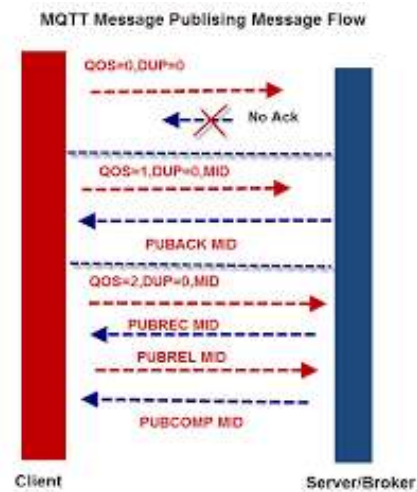 MQTT Message Publising Message Flow
QOS=0,DUP=0
No Ack
QOS=1,DUP=0,MID
PUBACK MID
QOS=2,DUP=0,MID
PUBREC MID
PUBREL MID
PUBCOMP MID
Client
Server/Broker